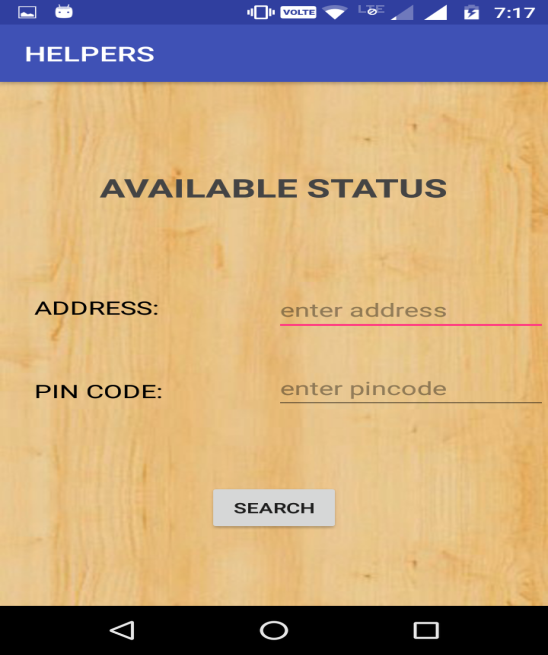 VOLTE LTE 7:17
HELPERS
AVAILABLE STATUS
ADDRESS: enter address
PIN CODE: enter pincode
SEARCH